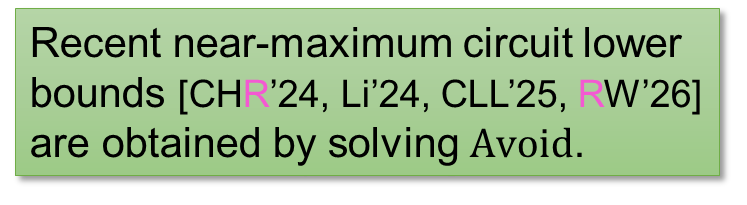 Recent near-maximum circuit lower
bounds [CHR’24, Li’24, CLL’25, RW’26]
are obtained by solving Avoid.